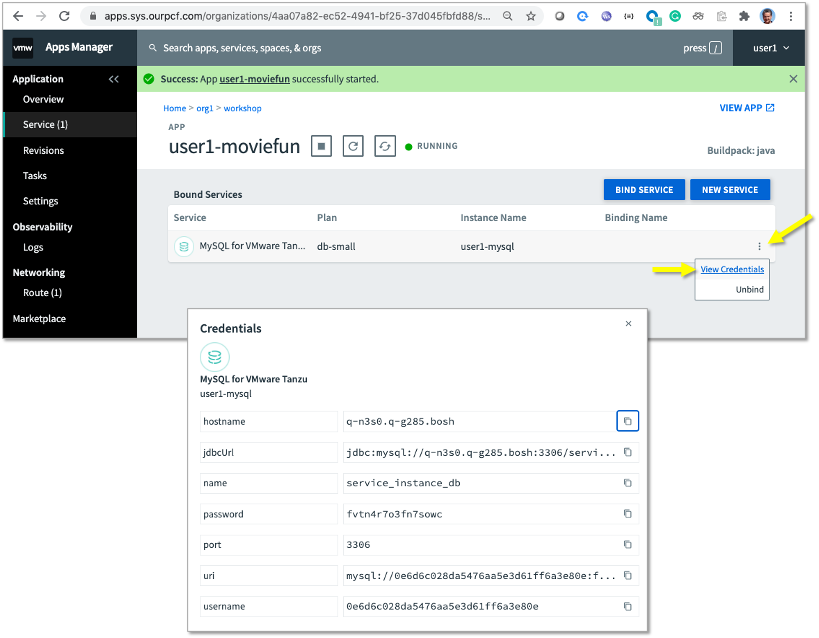 apps.sys.ourpcf.com/organizations/4aa07a82-ec52-4941-bf25-37d045fbfd88/s...
vmw Apps Manager
Search apps, services, spaces, & orgs
press /
user1
Application
Overview
Service (1)
Revisions
Tasks
Settings
Observability
Logs
Networking
Route (1)
Marketplace
Success: App user1-moviefun successfully started.
Home > org1 > workshop
VIEW APP
APP
user1-moviefun
RUNNING
Buildpack: java
Bound Services
BIND SERVICE
NEW SERVICE
Service Plan Instance Name Binding Name
MySQL for VMware Tan... db-small user1-mysql
View Credentials
Unbind
Credentials
MySQL for VMware Tanzu
user1-mysql
hostname q-n3s0.q-g285.bosh
jdbcUrl jdbc:mysql://q-n3s0.q-g285.bosh:3306/servi...
name service_instance_db
password fvtn4r7o3fn7sowc
port 3306
uri mysql://0e6d6c028da5476aa5e3d61ff6a3e80e:f...
username 0e6d6c028da5476aa5e3d61ff6a3e80e